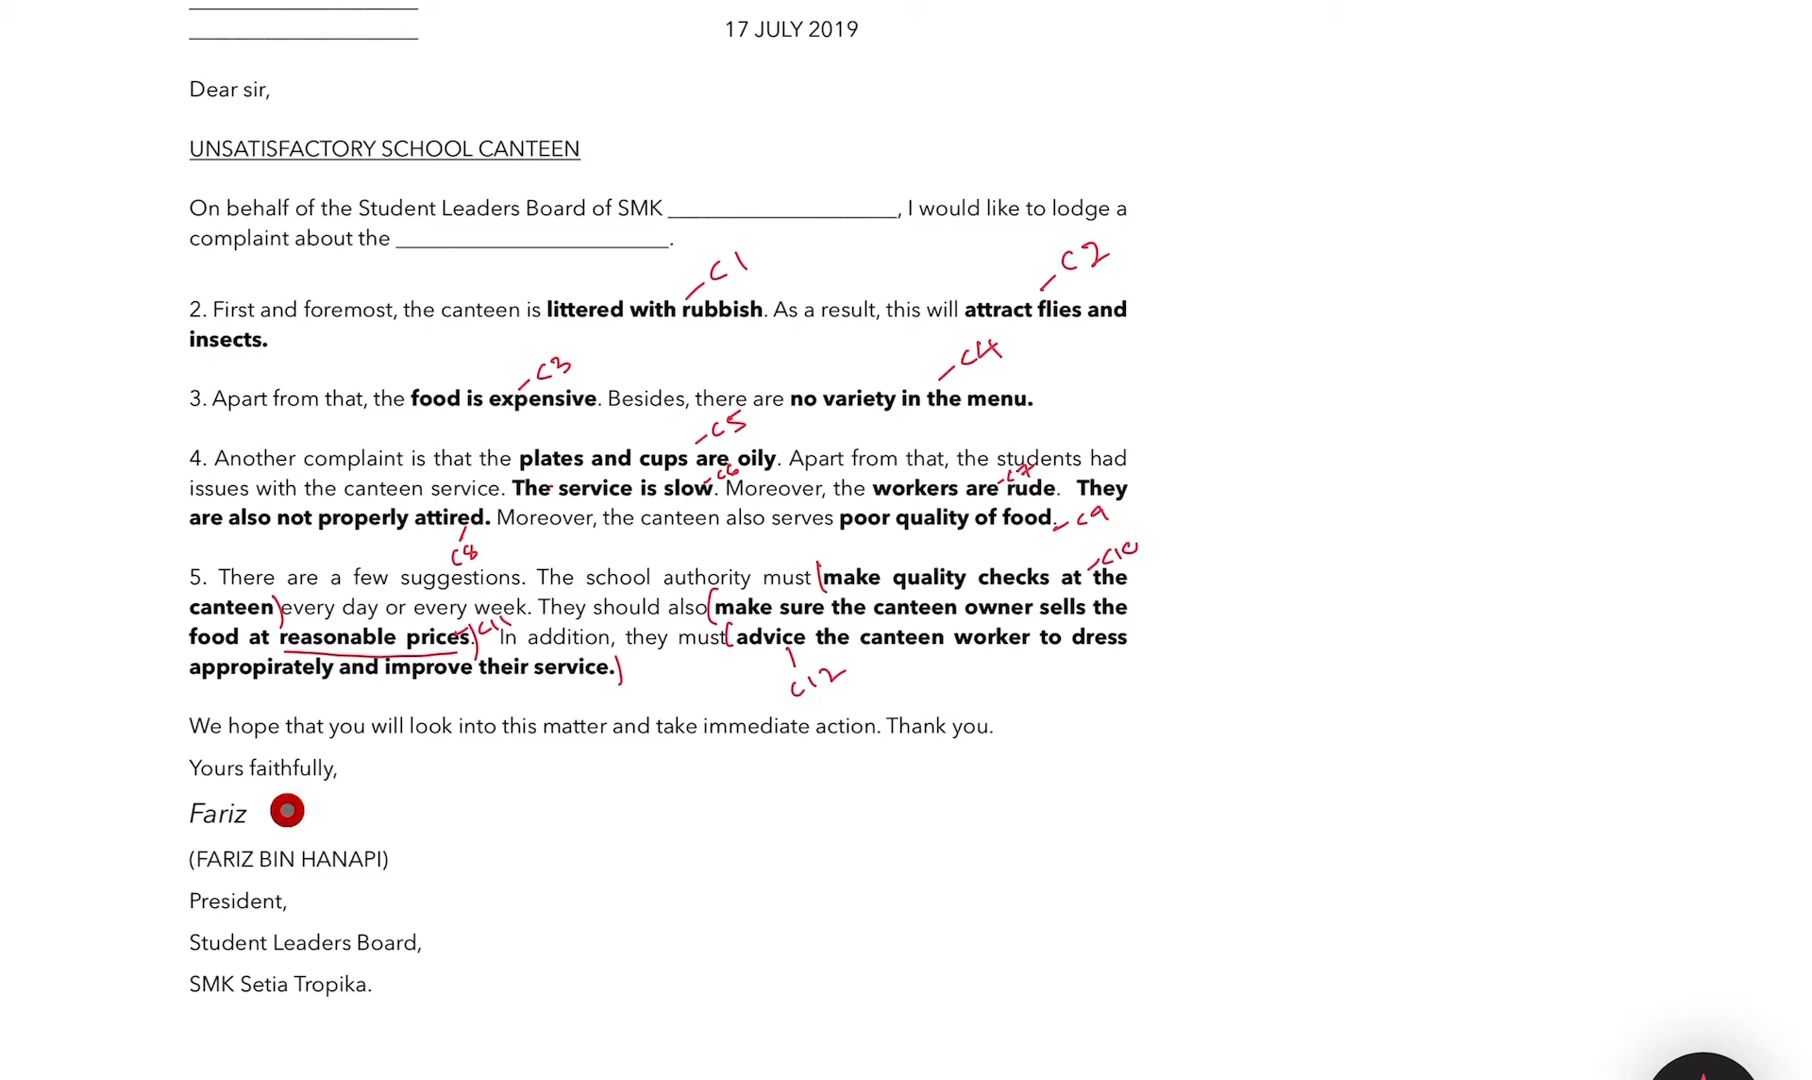 17 JULY 2019
Dear sir,
UNSATISFACTORY SCHOOL CANTEEN
On behalf of the Student Leaders Board of SMK ____________________, I would like to lodge a
complaint about the ________________________.
C1
C2
2. First and foremost, the canteen is littered with rubbish. As a result, this will attract flies and
insects.
C3
C4
3. Apart from that, the food is expensive. Besides, there are no variety in the menu.
C5
4. Another complaint is that the plates and cups are oily. Apart from that, the students had
C6
C7
issues with the canteen service. The service is slow. Moreover, the workers are rude. They
are also not properly attired. Moreover, the canteen also serves poor quality of food. C9
C8
C10
5. There are a few suggestions. The school authority must (make quality checks at the
canteen) every day or every week. They should also (make sure the canteen owner sells the
food at reasonable prices.) C11 In addition, they must (advice the canteen worker to dress
appropirately and improve their service.)
C12
We hope that you will look into this matter and take immediate action. Thank you.
Yours faithfully,
Fariz
(FARIZ BIN HANAPI)
President,
Student Leaders Board,
SMK Setia Tropika.